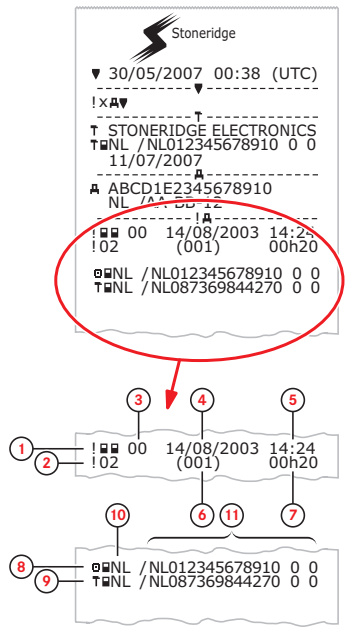 Stoneridge
▼ 30/05/2007 00:38 (UTC)
!x
T
T STONERIDGE ELECTRONICS
T NL /NL012345678910 0 0
11/07/2007
ABCD1E2345678910
NL /AA-BB-12
!
! 00 14/08/2003 14:24
!02 (001) 00h20
NL /NL012345678910 0 0
T NL /NL087369844270 0 0
3 4 5
1 ! 00 14/08/2003 14:24
2 !02 (001) 00h20
10 6 11 7
8 NL /NL012345678910 0 0
9 T NL /NL087369844270 0 0